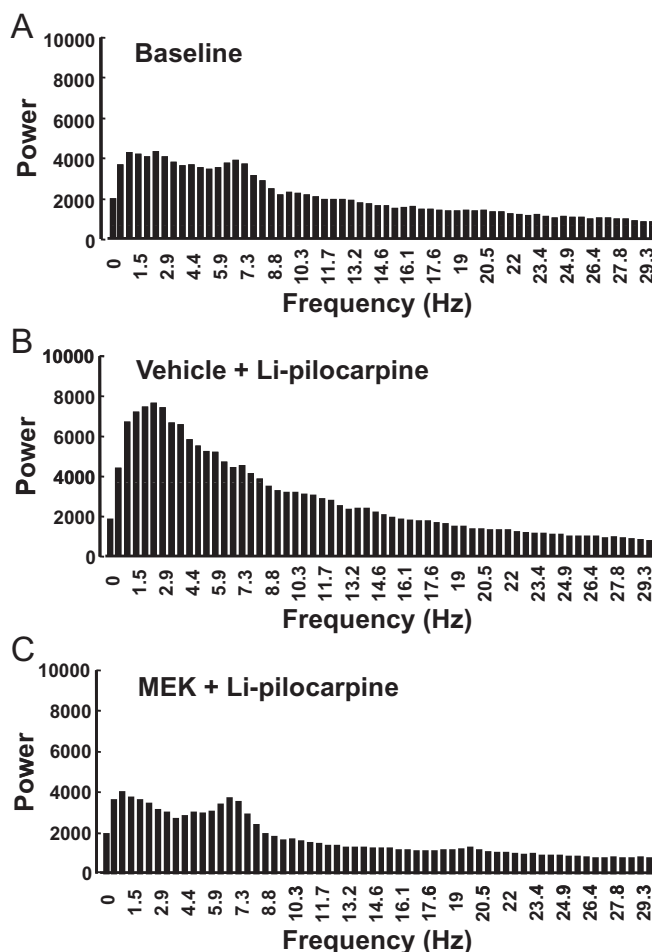 A
Baseline
Power
10000
8000
6000
4000
2000
0
0 1.5 2.9 4.4 5.9 7.3 8.8 10.3 11.7 13.2 14.6 16.1 17.6 19 20.5 22 23.4 24.9 26.4 27.8 29.3
Frequency (Hz)
B
Vehicle + Li-pilocarpine
Power
10000
8000
6000
4000
2000
0
0 1.5 2.9 4.4 5.9 7.3 8.8 10.3 11.7 13.2 14.6 16.1 17.6 19 20.5 22 23.4 24.9 26.4 27.8 29.3
Frequency (Hz)
C
MEK + Li-pilocarpine
Power
10000
8000
6000
4000
2000
0
0 1.5 2.9 4.4 5.9 7.3 8.8 10.3 11.7 13.2 14.6 16.1 17.6 19 20.5 22 23.4 24.9 26.4 27.8 29.3
Frequency (Hz)